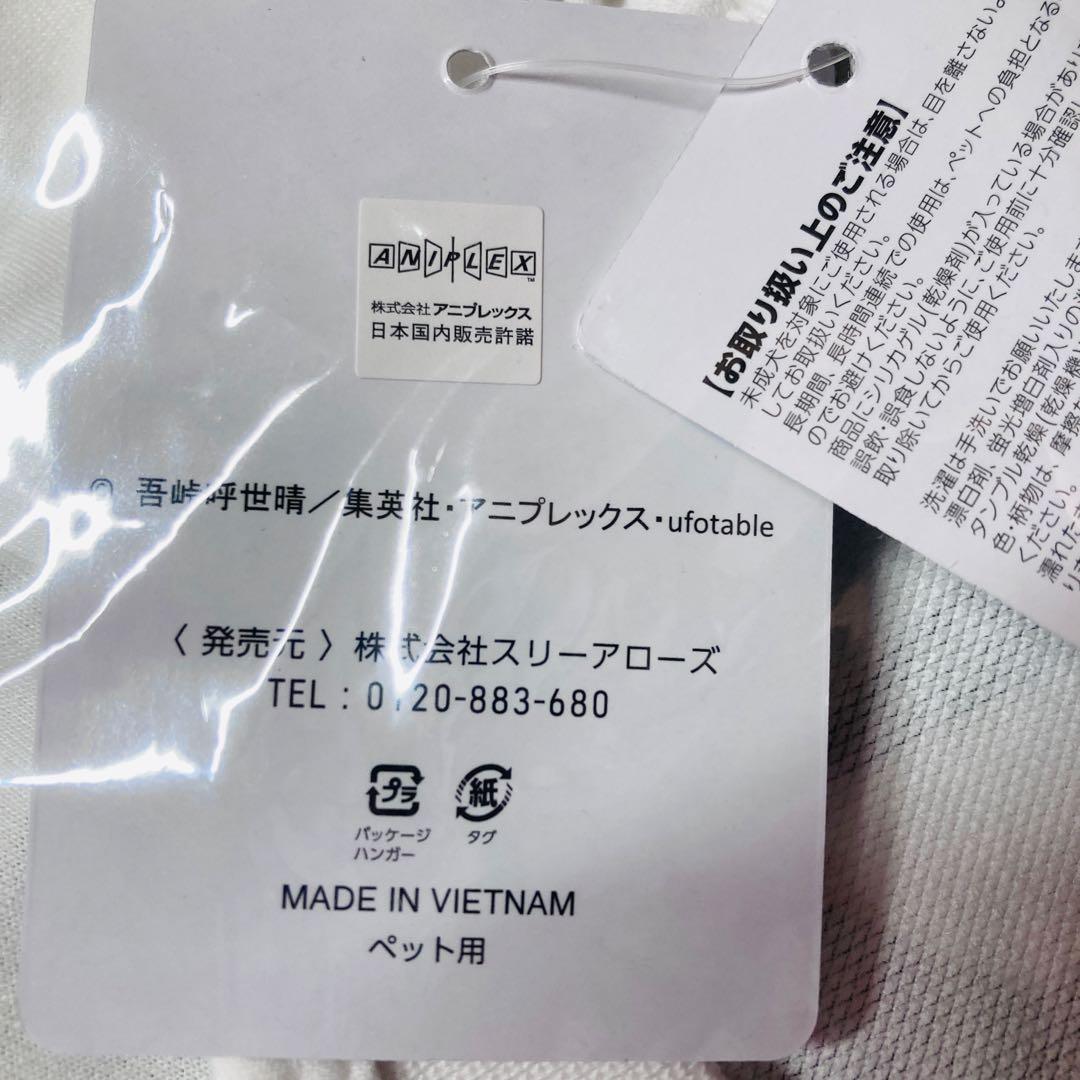 ANIPLEX™
株式会社アニプレックス
日本国内販売許諾
© 吾峠呼世晴／集英社・アニプレックス・ufotable
〈 発売元 〉株式会社スリーアローズ
TEL : 0120-883-680
プラ
パッケージ
ハンガー
紙
タグ
MADE IN VIETNAM
ペット用
【お取り扱い上のご注意】
未成犬を対象にご使用される場合は、目を離さない
してお取扱いください。
長期間、長時間連続での使用は、ペットへの負担となる
のでお避けください。
商品にシリカゲル(乾燥剤)が入っている場合があり
誤飲・誤食しないように、ご使用前に十分確認
取り除いてからご使用ください。
洗濯は手洗いでお願いいたしま
漂白剤、蛍光増白剤入りの
タンブル乾燥(乾燥機)
ください。
色・柄物は、摩擦
濡れた